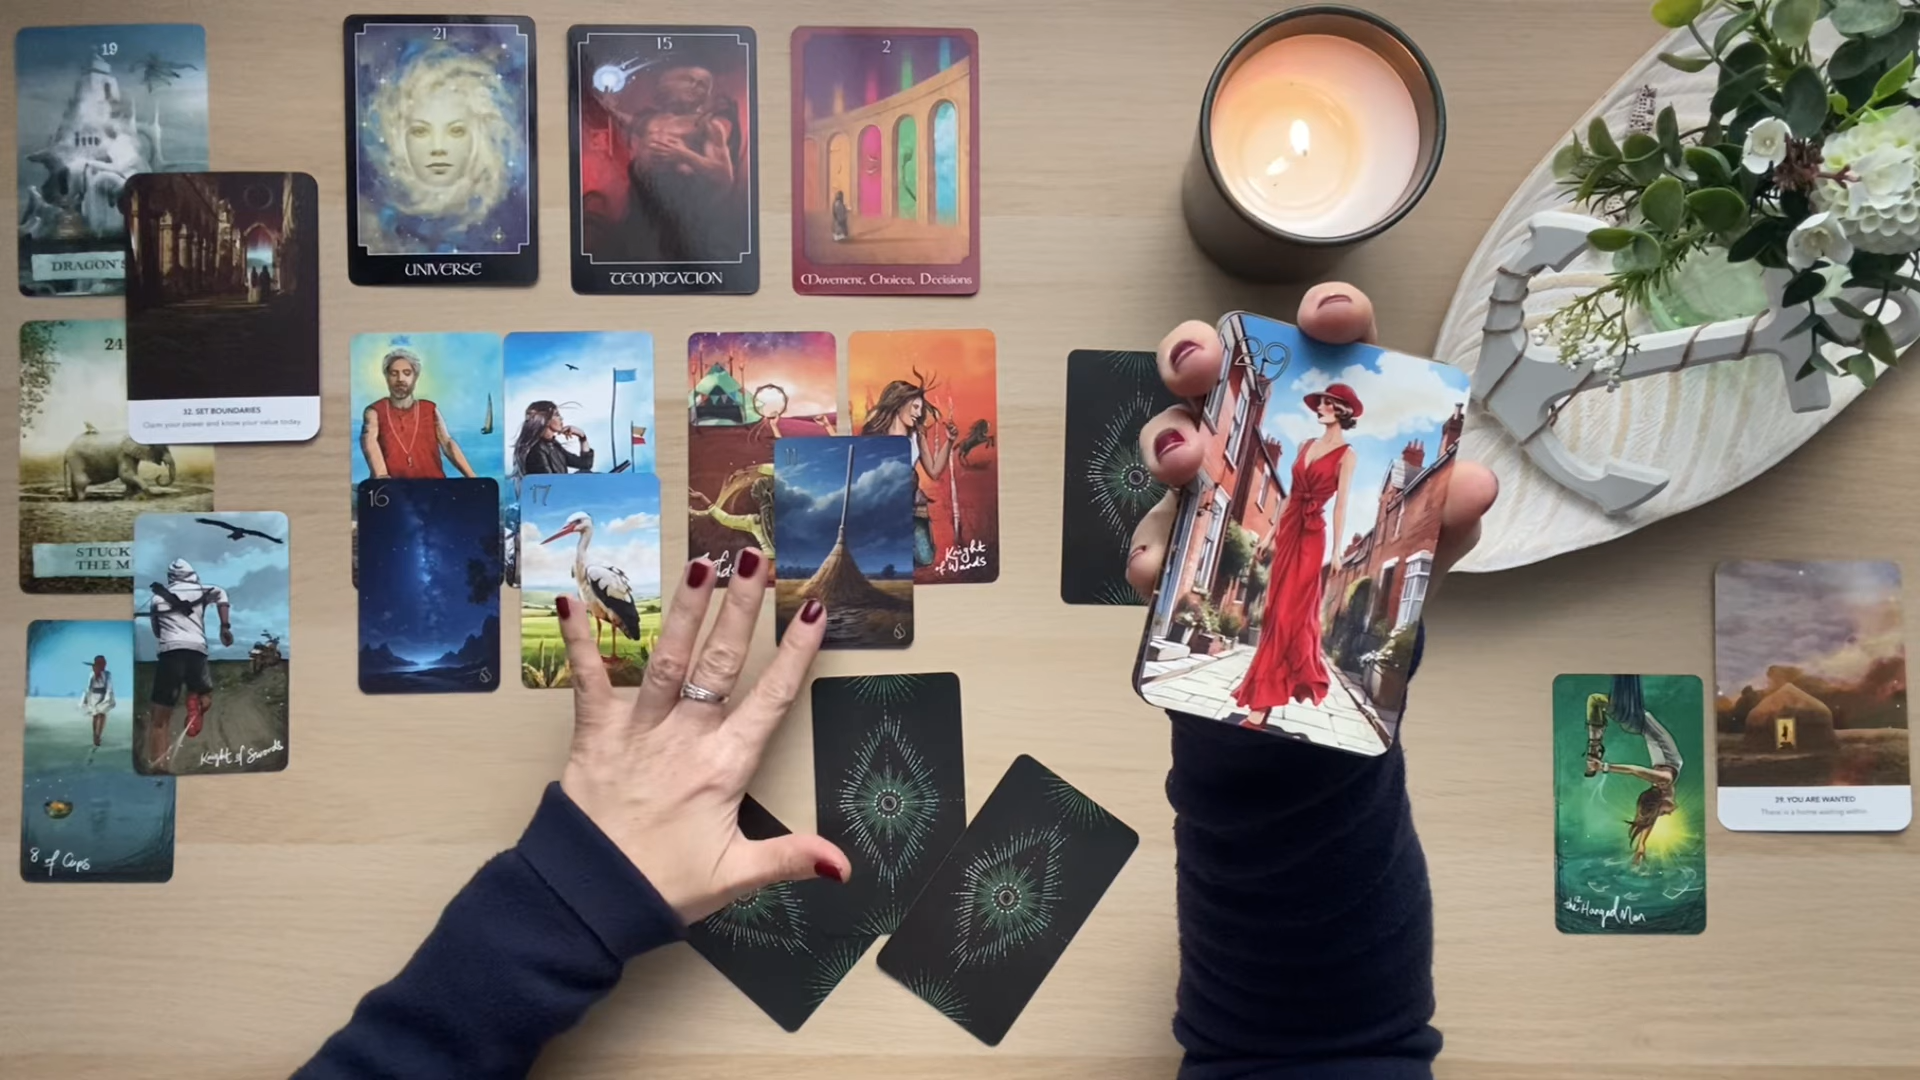 19
DRAGON'S
21
UNIVERSE
15
TEMPTATION
2
Movement, Choices, Decisions
32. SET BOUNDARIES
Claim your power and know your value today.
24
STUCK
THE M
Knight of Swords
8 of Cups
16
17
11
of
Knight
of Wands
29
the Hanged Man
29. YOU ARE WANTED
There is a home waiting within.